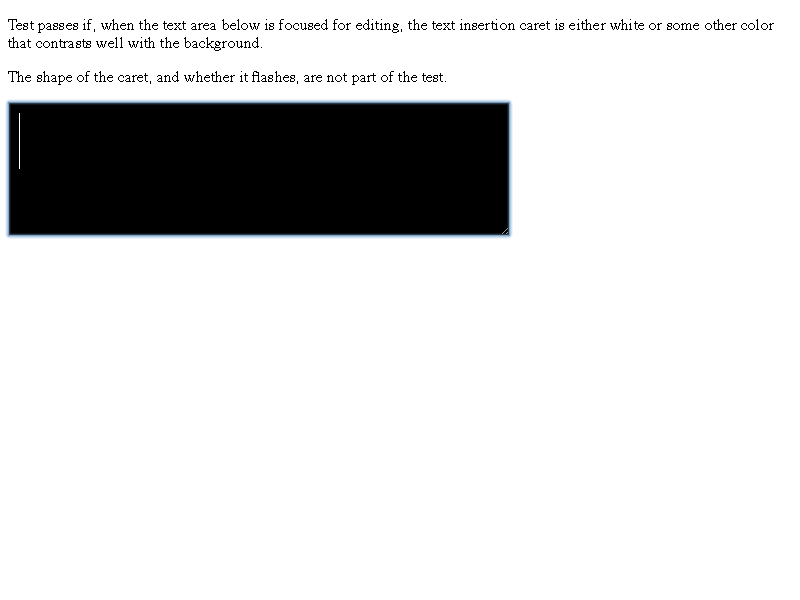 Test passes if, when the text area below is focused for editing, the text insertion caret is either white or some other color
that contrasts well with the background.
The shape of the caret, and whether it flashes, are not part of the test.